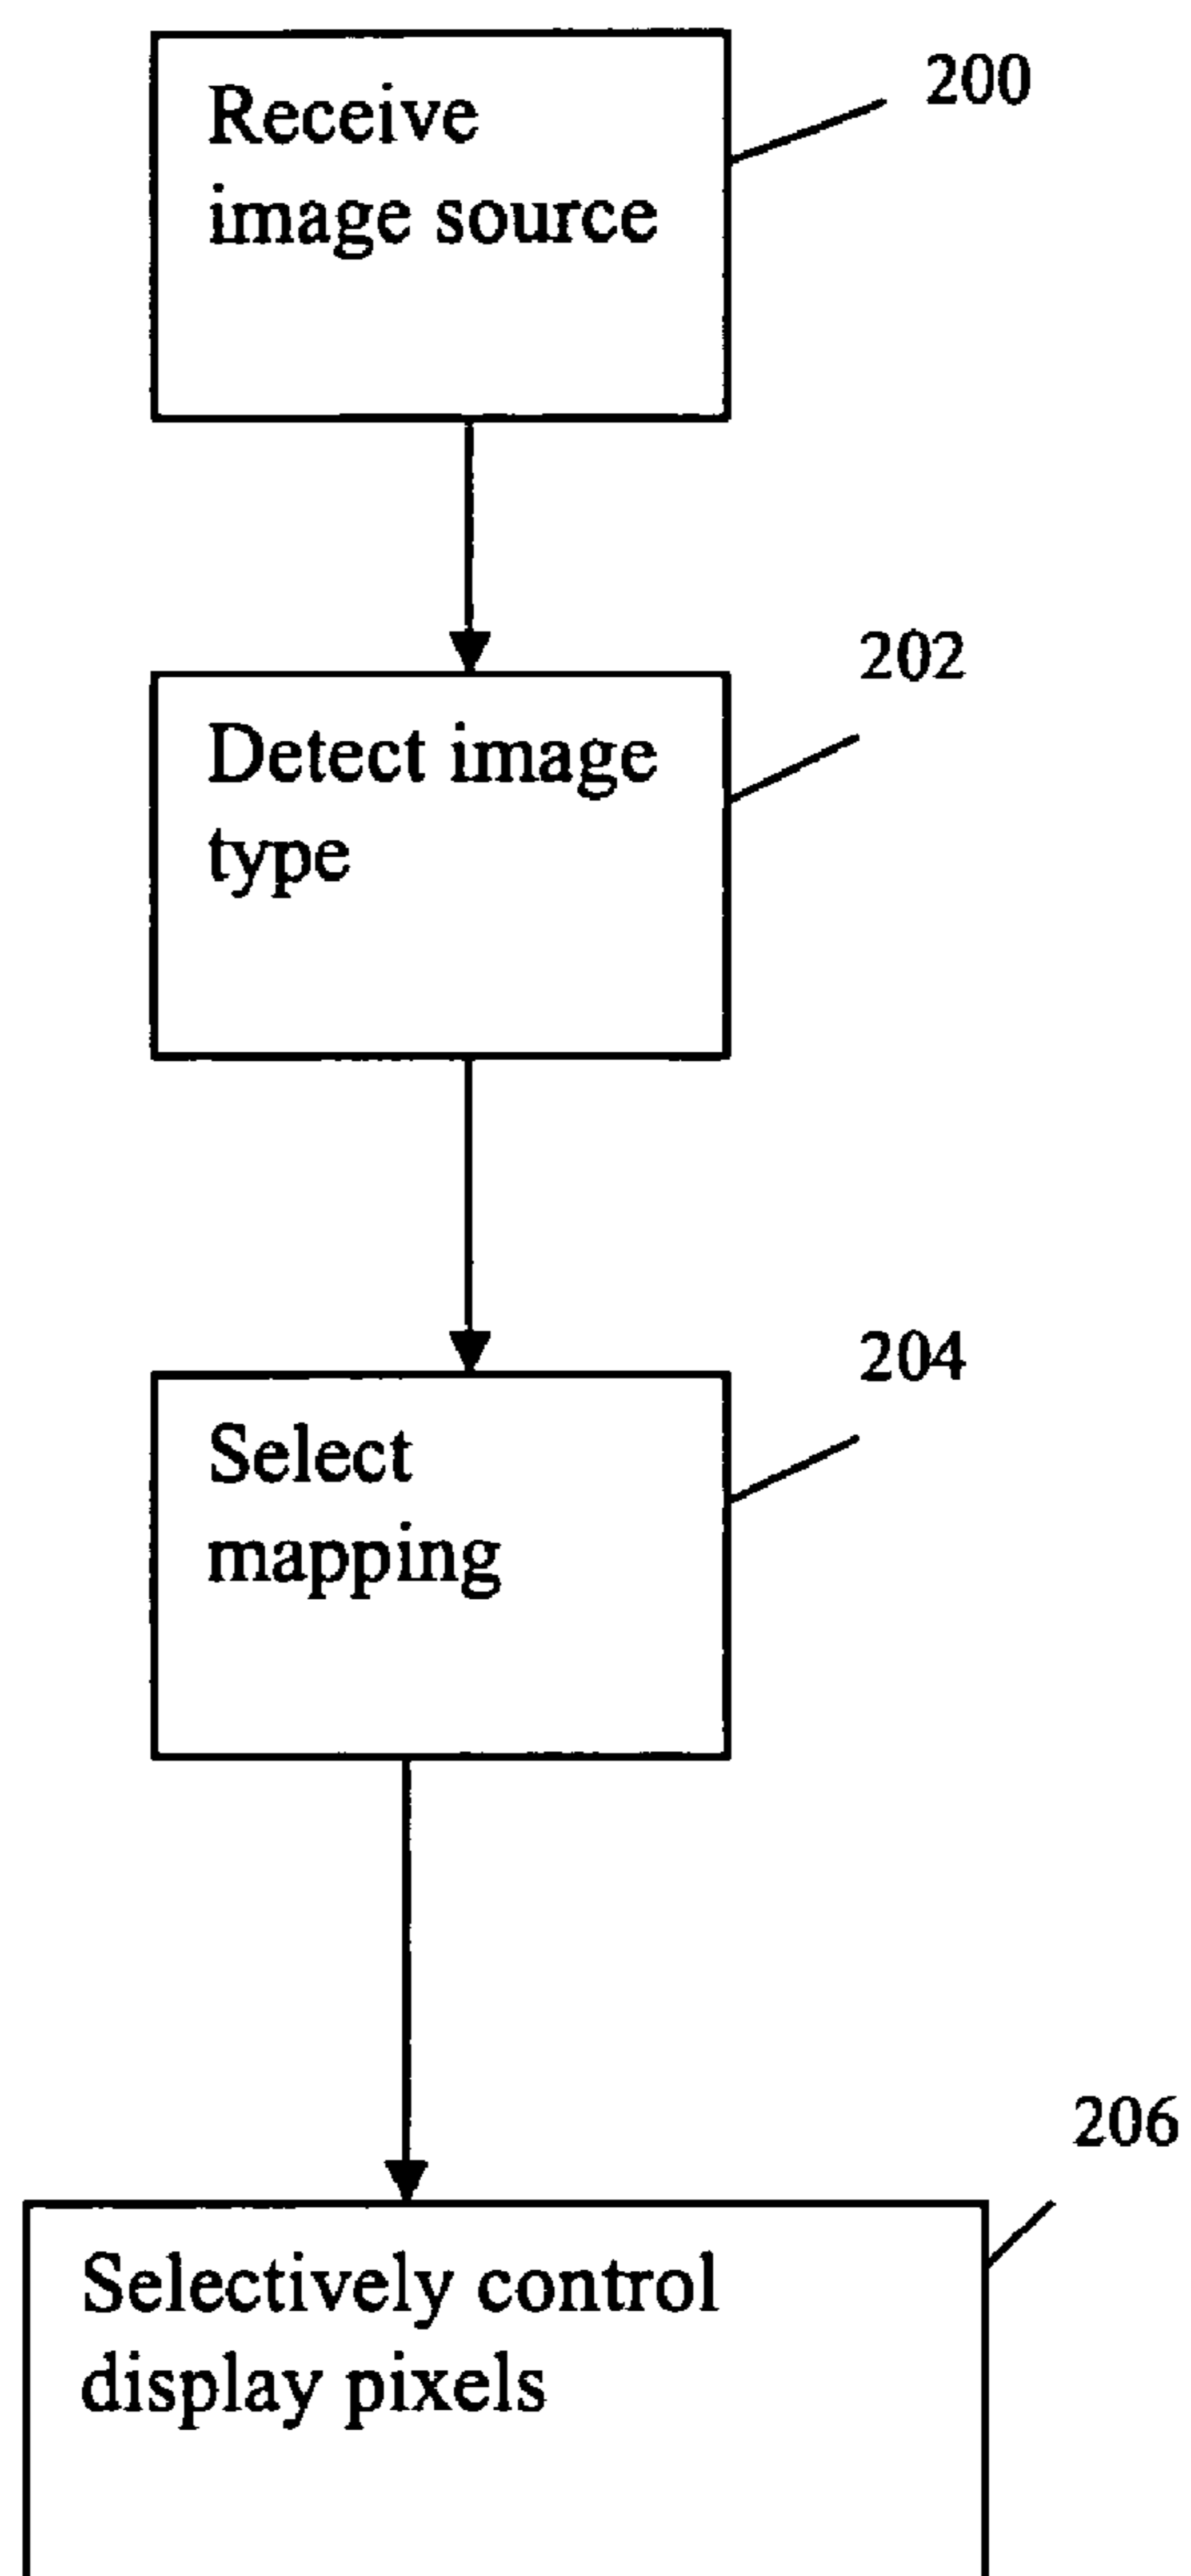 Receive
image source
200
Detect image
type
202
Select
mapping
204
Selectively control
display pixels
206